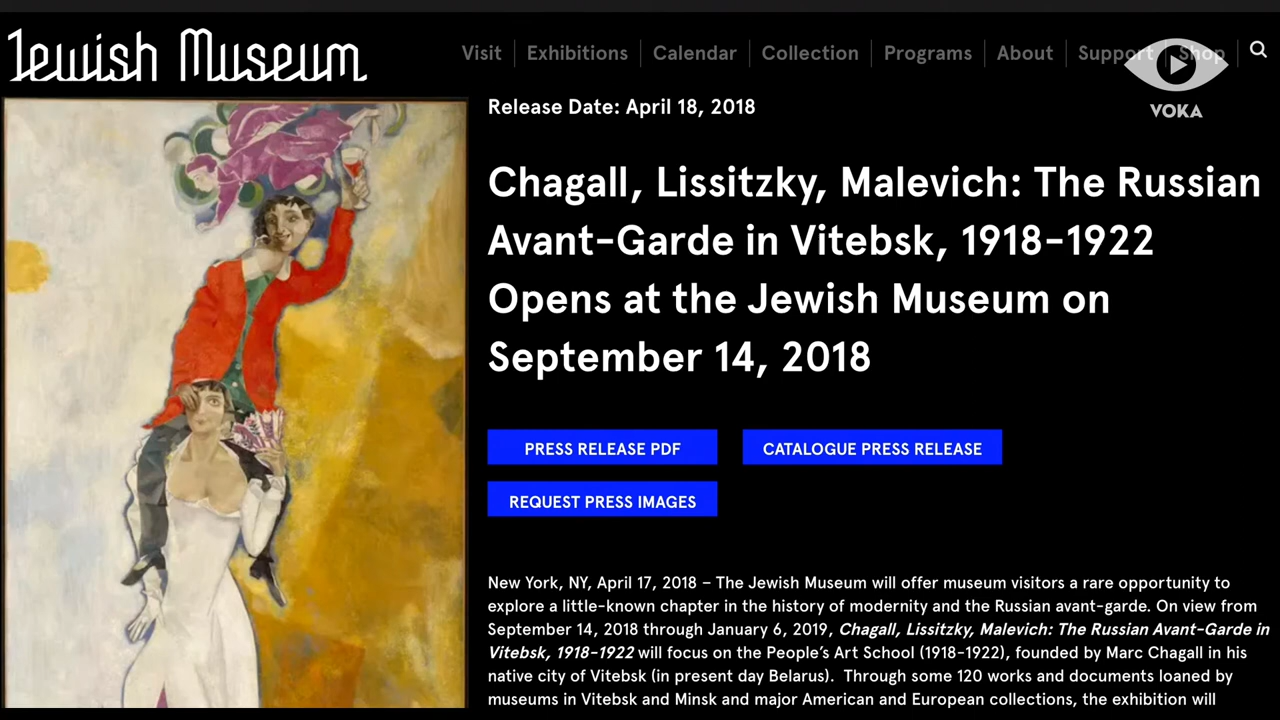 Jewish Museum
Visit Exhibitions Calendar Collection Programs About Support Shop
VOKA
Release Date: April 18, 2018
Chagall, Lissitzky, Malevich: The Russian
Avant-Garde in Vitebsk, 1918-1922
Opens at the Jewish Museum on
September 14, 2018
PRESS RELEASE PDF
CATALOGUE PRESS RELEASE
REQUEST PRESS IMAGES
New York, NY, April 17, 2018 – The Jewish Museum will offer museum visitors a rare opportunity to
explore a little-known chapter in the history of modernity and the Russian avant-garde. On view from
September 14, 2018 through January 6, 2019, Chagall, Lissitzky, Malevich: The Russian Avant-Garde in
Vitebsk, 1918-1922 will focus on the People’s Art School (1918-1922), founded by Marc Chagall in his
native city of Vitebsk (in present day Belarus). Through some 120 works and documents loaned by
museums in Vitebsk and Minsk and major American and European collections, the exhibition will